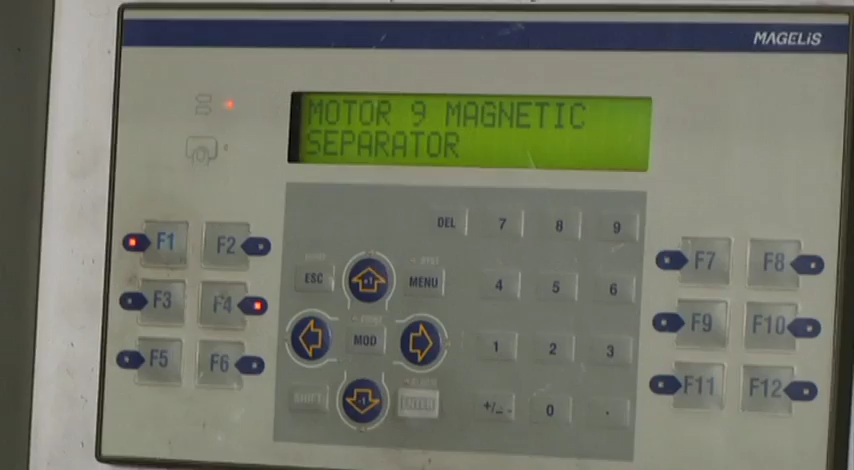 MAGELiS
MOTOR 9 MAGNETIC
SEPARATOR
DEL 7 8 9
F1 F2
ESC MENU 4 5 6
F7 F8
F3 F4
MOD 1 2 3
F9 F10
F5 F6
SHIFT ENTER +/- 0 .
F11 F12